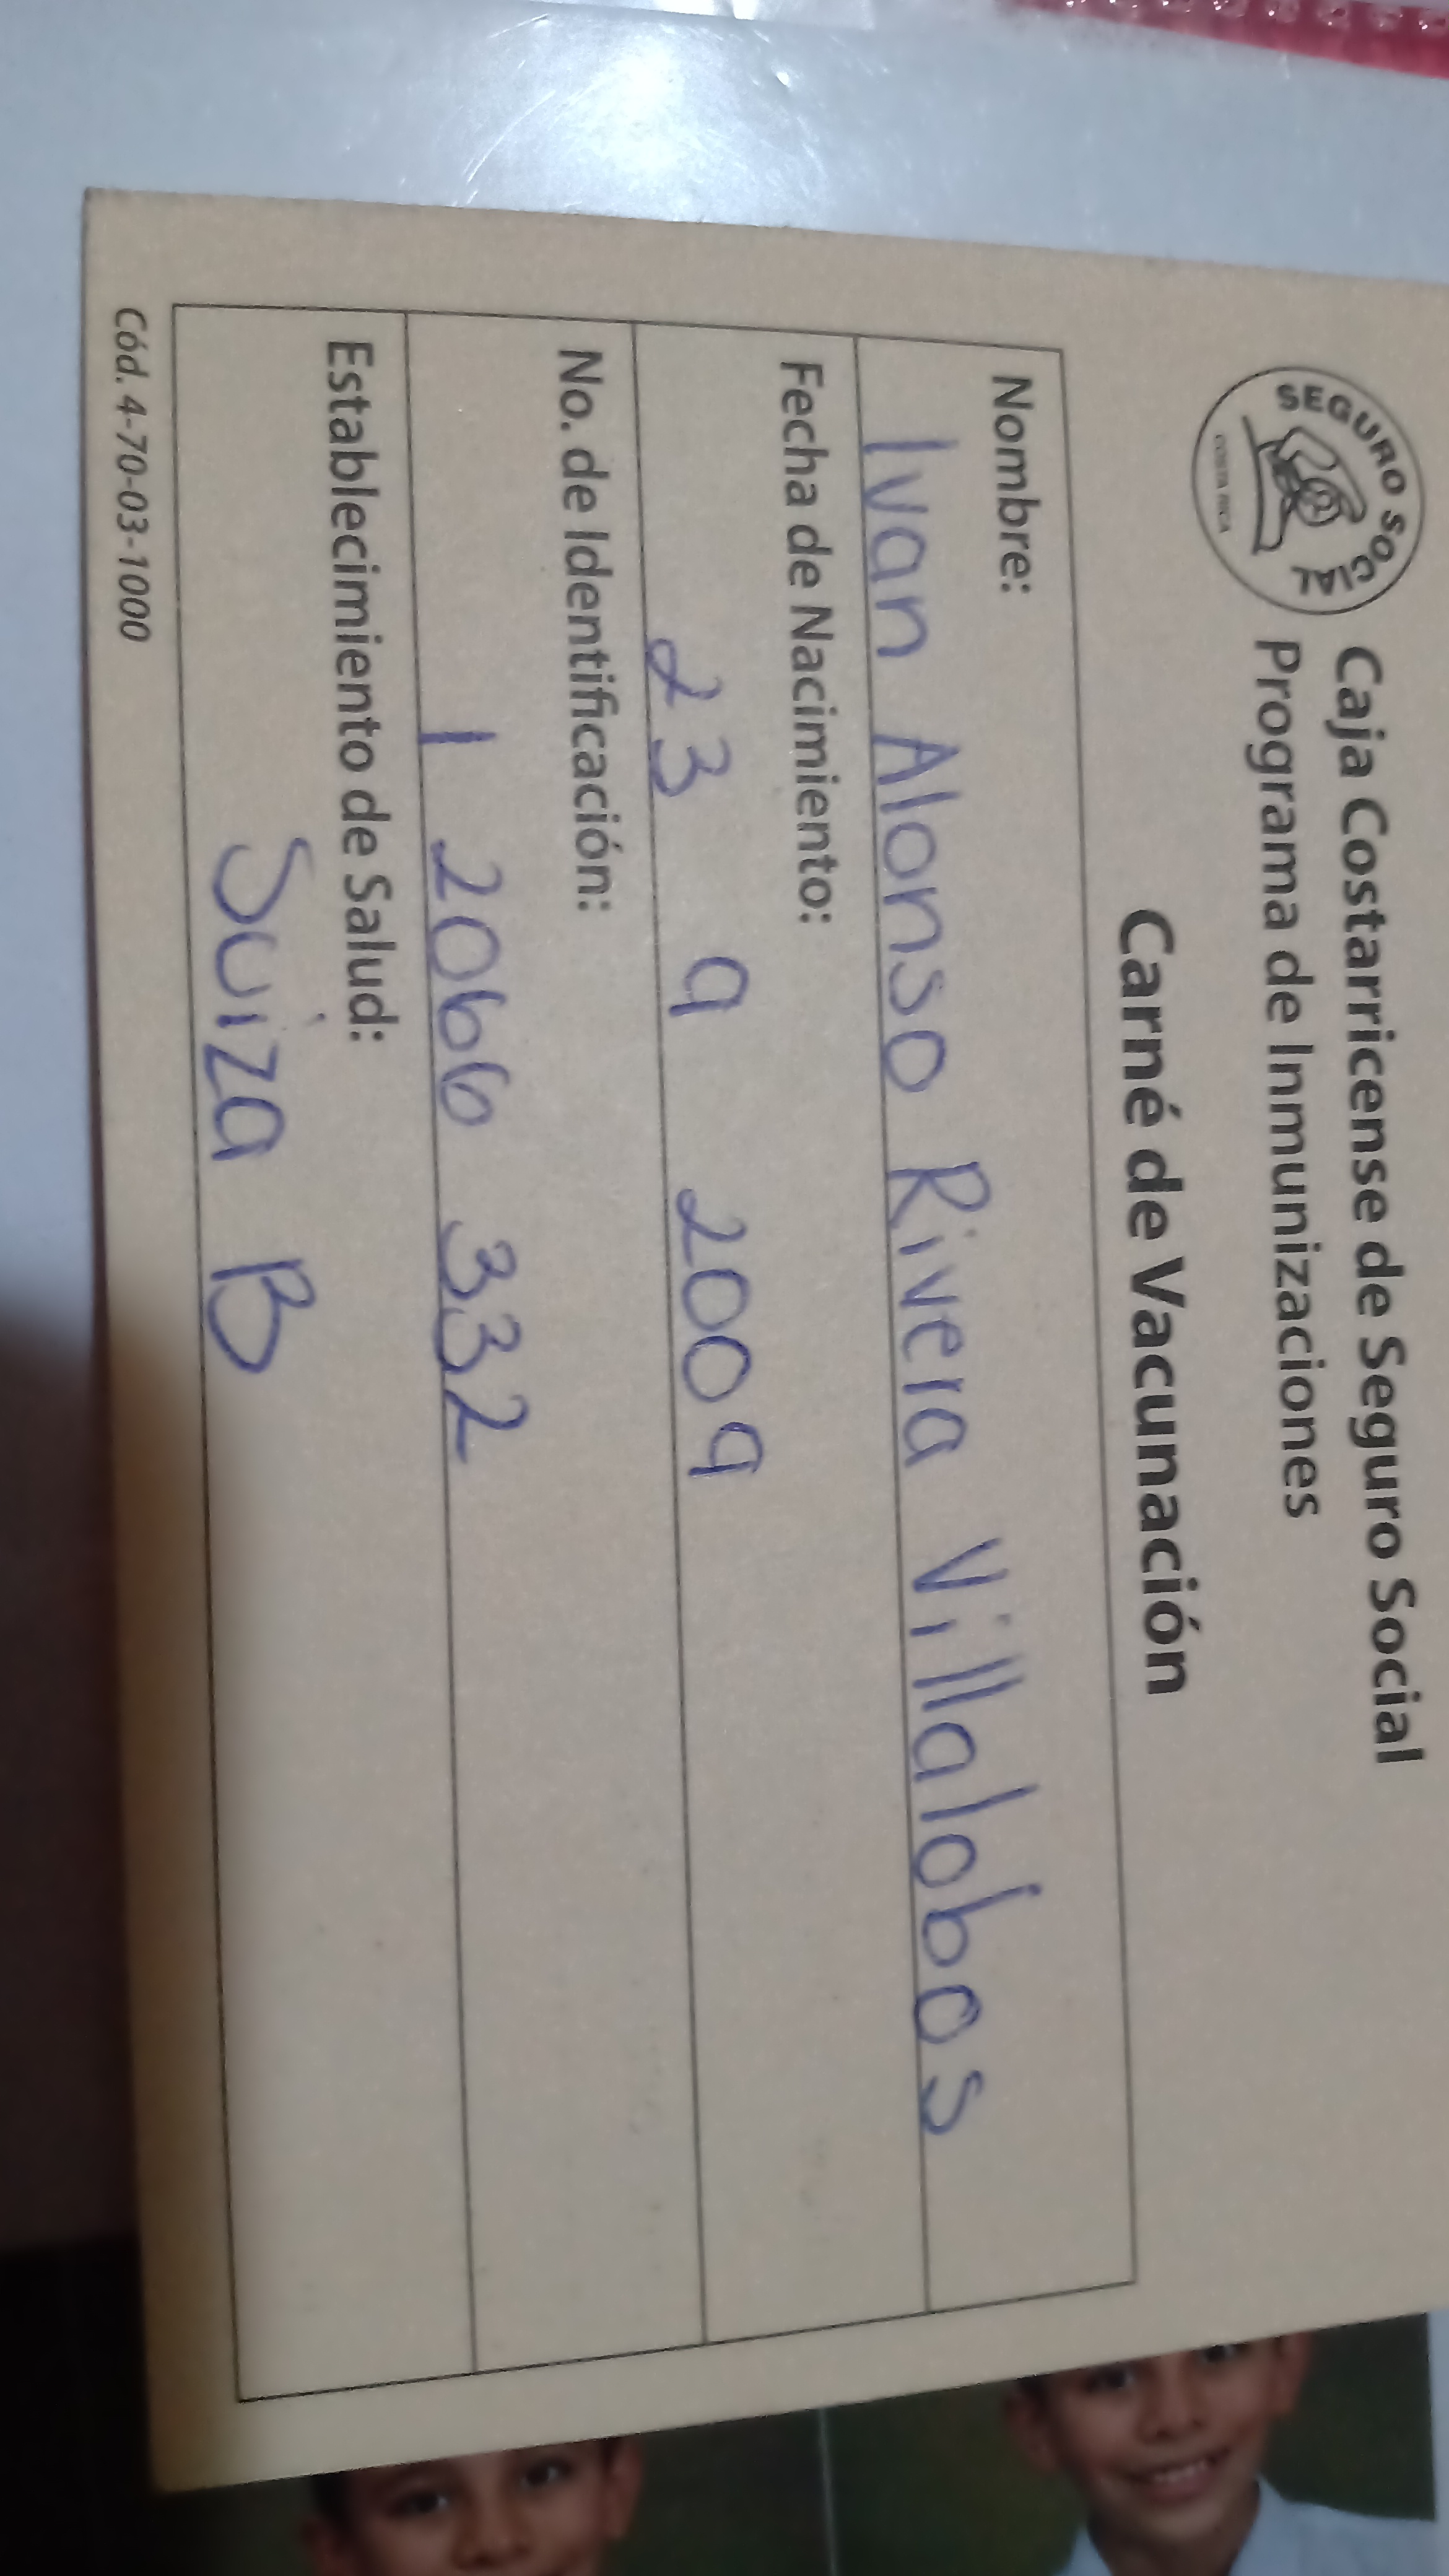 SEGURO SOCIAL
COSTA RICA
Caja Costarricense de Seguro Social
Programa de Inmunizaciones
Carné de Vacunación
Nombre:
Ivan Alonso Rivera Villalobos
Fecha de Nacimiento:
23 9 2009
No. de Identificación:
1 2066 332
Establecimiento de Salud:
Suiza B
Cód. 4-70-03-1000